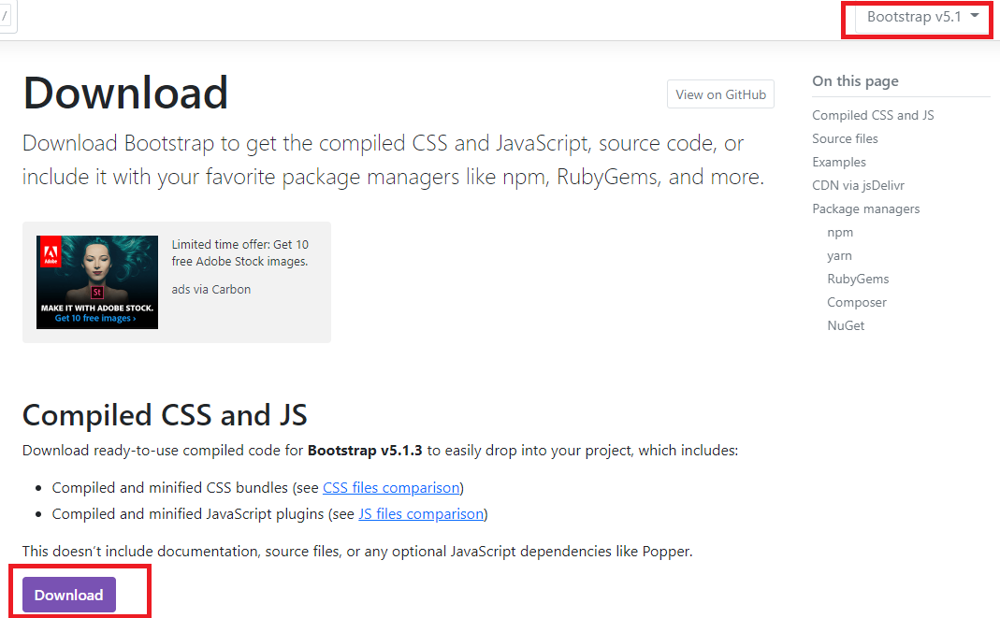 /
Bootstrap v5.1
Download
View on GitHub
Download Bootstrap to get the compiled CSS and JavaScript, source code, or
include it with your favorite package managers like npm, RubyGems, and more.
Adobe
St
MAKE IT WITH ADOBE STOCK.
Get 10 free images ›
Limited time offer: Get 10
free Adobe Stock images.
ads via Carbon
On this page
Compiled CSS and JS
Source files
Examples
CDN via jsDelivr
Package managers
npm
yarn
RubyGems
Composer
NuGet
Compiled CSS and JS
Download ready-to-use compiled code for Bootstrap v5.1.3 to easily drop into your project, which includes:
• Compiled and minified CSS bundles (see CSS files comparison)
• Compiled and minified JavaScript plugins (see JS files comparison)
This doesn’t include documentation, source files, or any optional JavaScript dependencies like Popper.
Download